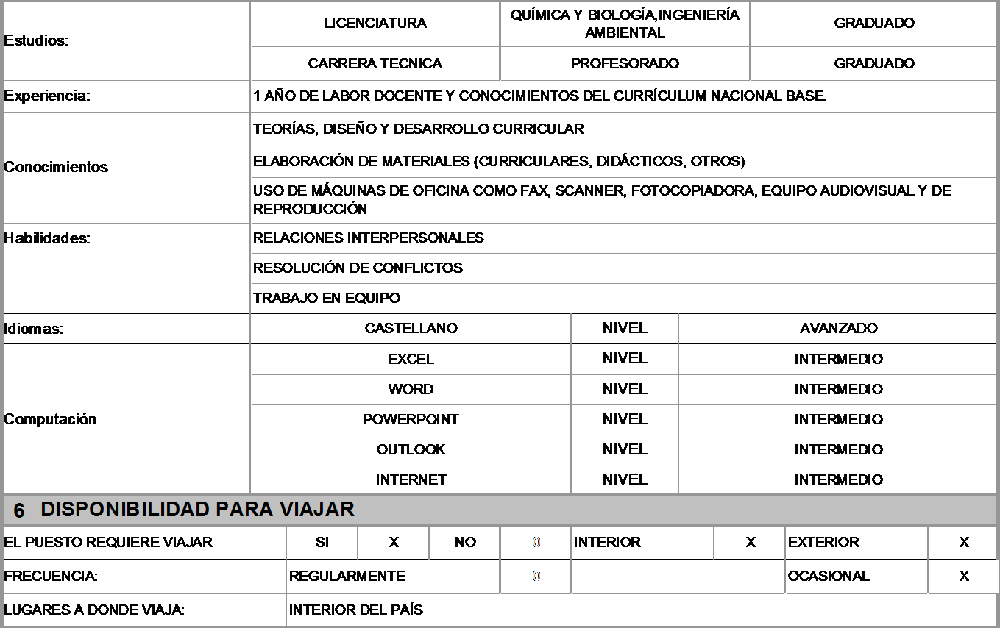 Estudios:
LICENCIATURA
QUÍMICA Y BIOLOGÍA,INGENIERÍA
AMBIENTAL
GRADUADO
CARRERA TECNICA
PROFESORADO
GRADUADO
Experiencia:
1 AÑO DE LABOR DOCENTE Y CONOCIMIENTOS DEL CURRÍCULUM NACIONAL BASE.
Conocimientos
TEORÍAS, DISEÑO Y DESARROLLO CURRICULAR
ELABORACIÓN DE MATERIALES (CURRICULARES, DIDÁCTICOS, OTROS)
USO DE MÁQUINAS DE OFICINA COMO FAX, SCANNER, FOTOCOPIADORA, EQUIPO AUDIOVISUAL Y DE
REPRODUCCIÓN
Habilidades:
RELACIONES INTERPERSONALES
RESOLUCIÓN DE CONFLICTOS
TRABAJO EN EQUIPO
Idiomas:
CASTELLANO NIVEL AVANZADO
Computación
EXCEL NIVEL INTERMEDIO
WORD NIVEL INTERMEDIO
POWERPOINT NIVEL INTERMEDIO
OUTLOOK NIVEL INTERMEDIO
INTERNET NIVEL INTERMEDIO
6 DISPONIBILIDAD PARA VIAJAR
EL PUESTO REQUIERE VIAJAR SI X NO 0 INTERIOR X EXTERIOR X
FRECUENCIA: REGULARMENTE 0 OCASIONAL X
LUGARES A DONDE VIAJA: INTERIOR DEL PAÍS